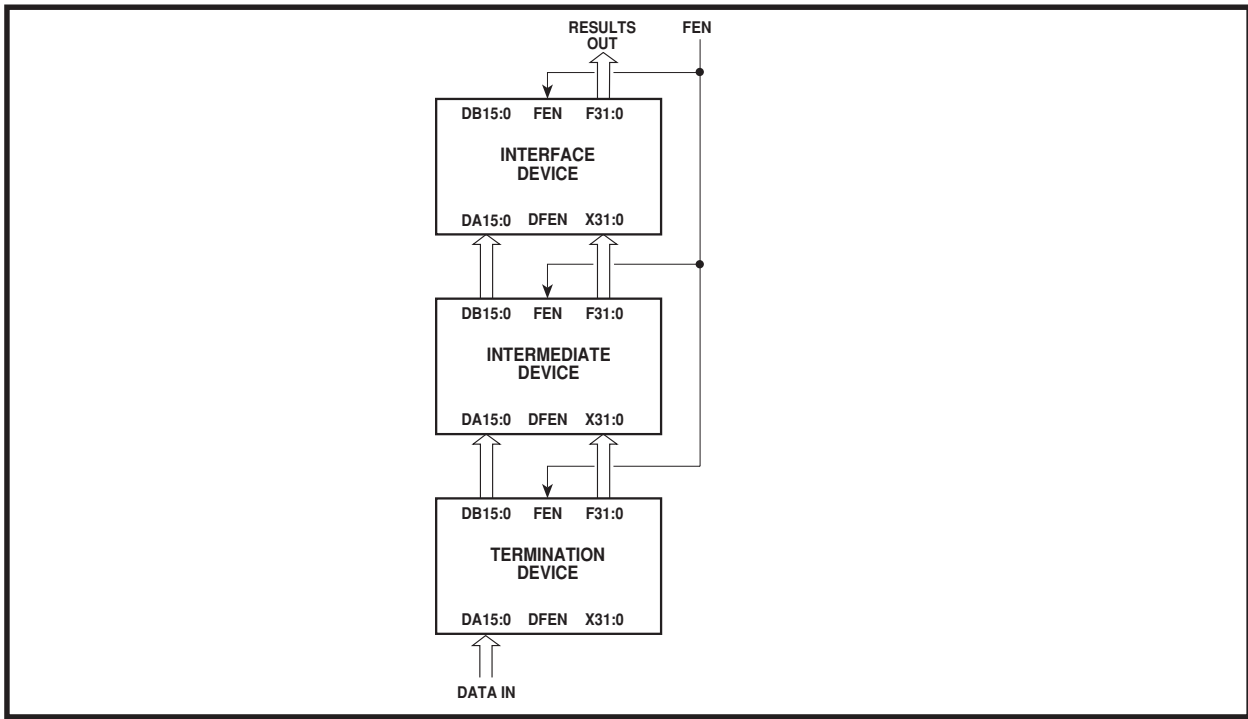 RESULTS
OUT
FEN
DB15:0 FEN F31:0
INTERFACE
DEVICE
DA15:0 DFEN X31:0
DB15:0 FEN F31:0
INTERMEDIATE
DEVICE
DA15:0 DFEN X31:0
DB15:0 FEN F31:0
TERMINATION
DEVICE
DA15:0 DFEN X31:0
DATA IN